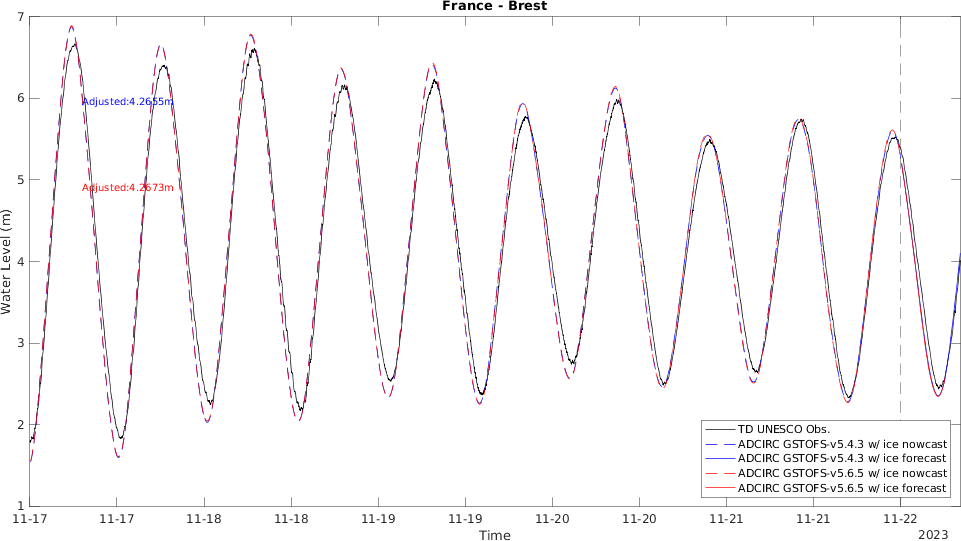 France - Brest
7
6
5
4
3
2
1
Water Level (m)
Adjusted:4.2655m
Adjusted:4.2673m
TD UNESCO Obs.
ADCIRC GSTOFS-v5.4.3 w/ ice nowcast
ADCIRC GSTOFS-v5.4.3 w/ ice forecast
ADCIRC GSTOFS-v5.6.5 w/ ice nowcast
ADCIRC GSTOFS-v5.6.5 w/ ice forecast
11-17 11-17 11-18 11-18 11-19 11-19 11-20 11-20 11-21 11-21 11-22
Time
2023